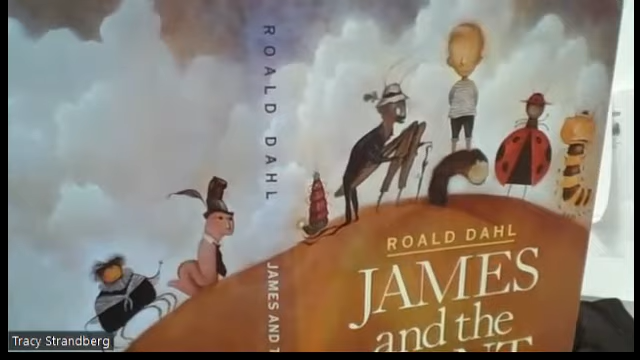 ROALD DAHL
JAMES AND T
ROALD DAHL
JAMES
and the
Tracy Strandberg